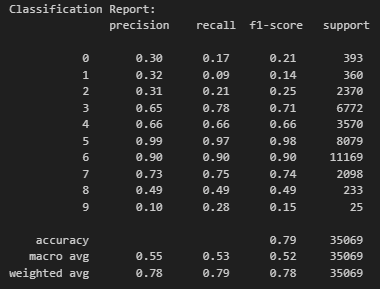 Classification Report:
precision recall f1-score support
0 0.30 0.17 0.21 393
1 0.32 0.09 0.14 360
2 0.31 0.21 0.25 2370
3 0.65 0.78 0.71 6772
4 0.66 0.66 0.66 3570
5 0.99 0.97 0.98 8079
6 0.90 0.90 0.90 11169
7 0.73 0.75 0.74 2098
8 0.49 0.49 0.49 233
9 0.10 0.28 0.15 25
accuracy 0.79 35069
macro avg 0.55 0.53 0.52 35069
weighted avg 0.78 0.79 0.78 35069